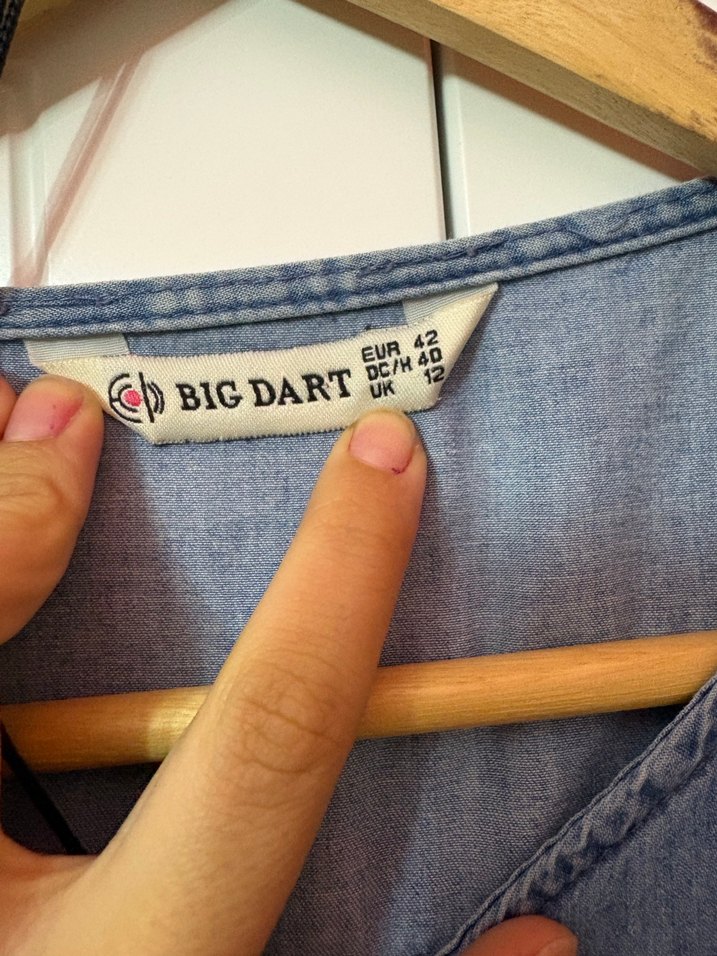 BIG DART
EUR 42
DC/H 40
UK 12